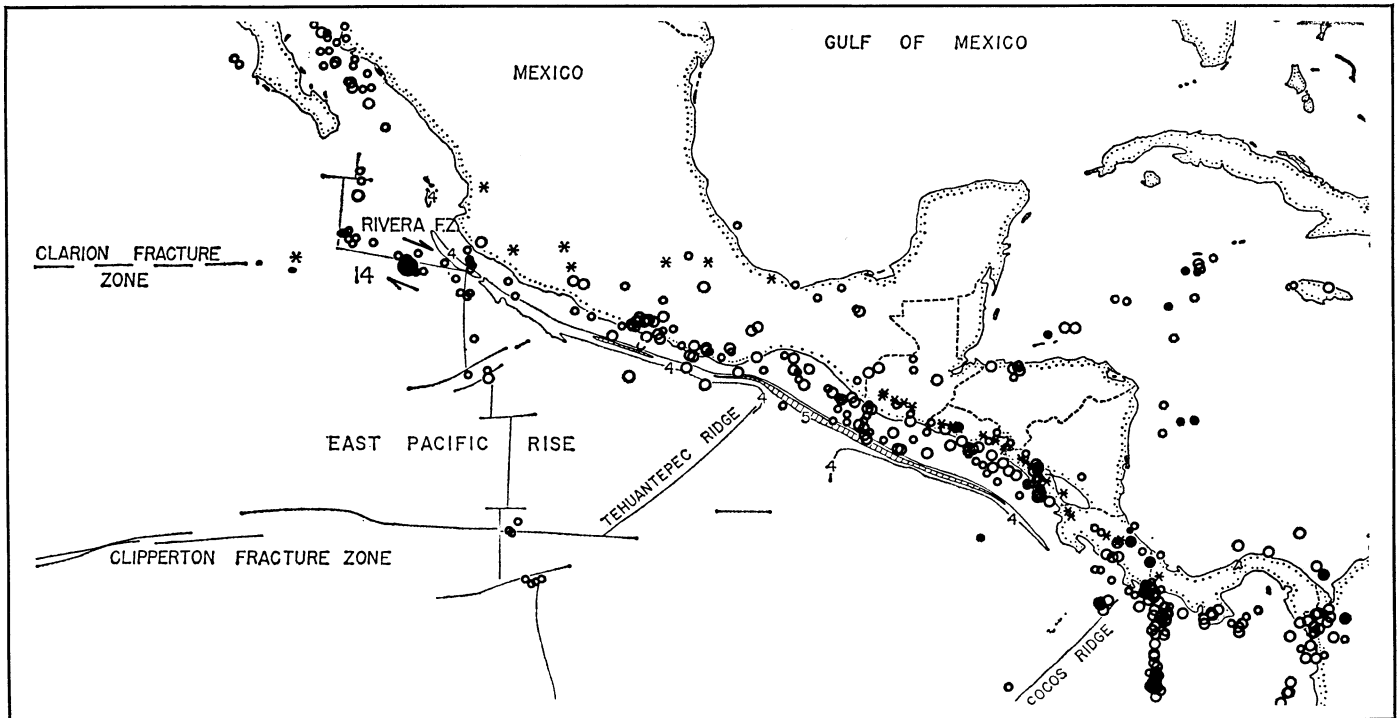 GULF OF MEXICO
MEXICO
4
RIVERA F.Z.
4
CLARION FRACTURE
ZONE
14
4
4
5
EAST PACIFIC RISE
TEHUANTEPEC RIDGE
4
4
CLIPPERTON FRACTURE ZONE
COCOS RIDGE